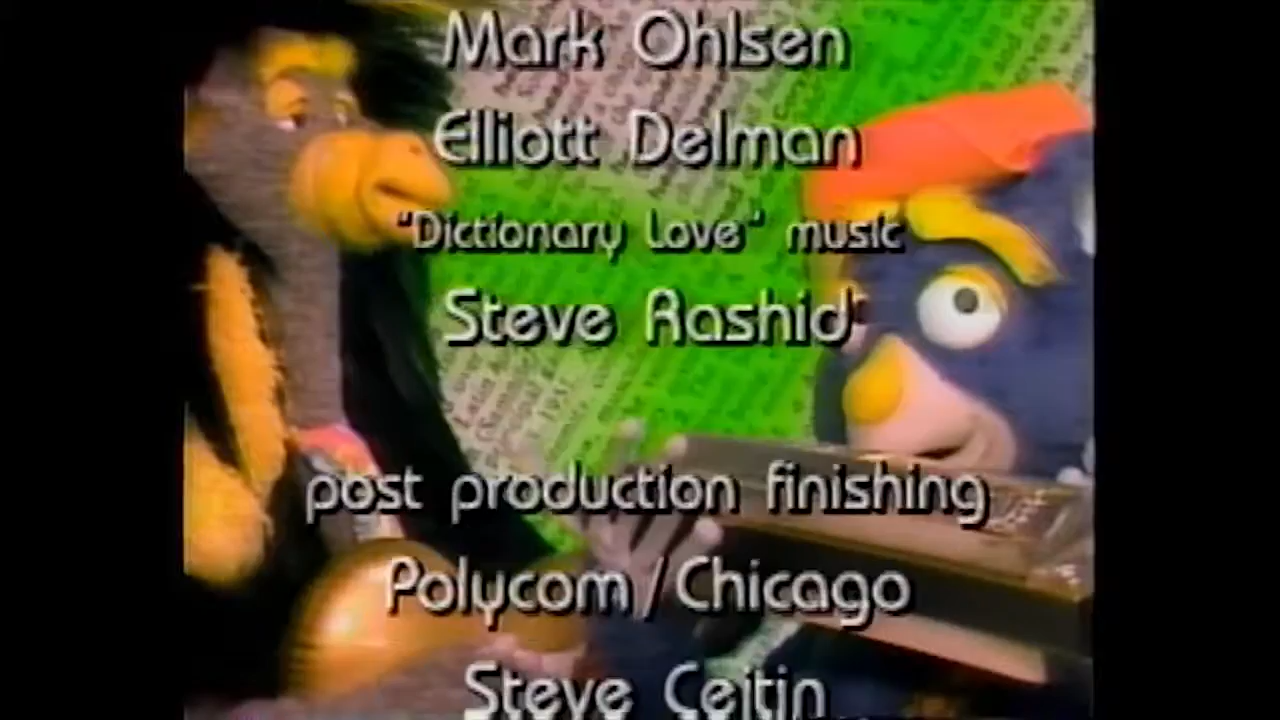 Mark Ohlsen
Elliott Delman
"Dictionary Love" music
Steve Rashid
post production finishing
Polycom/Chicago
Steve Ceitin